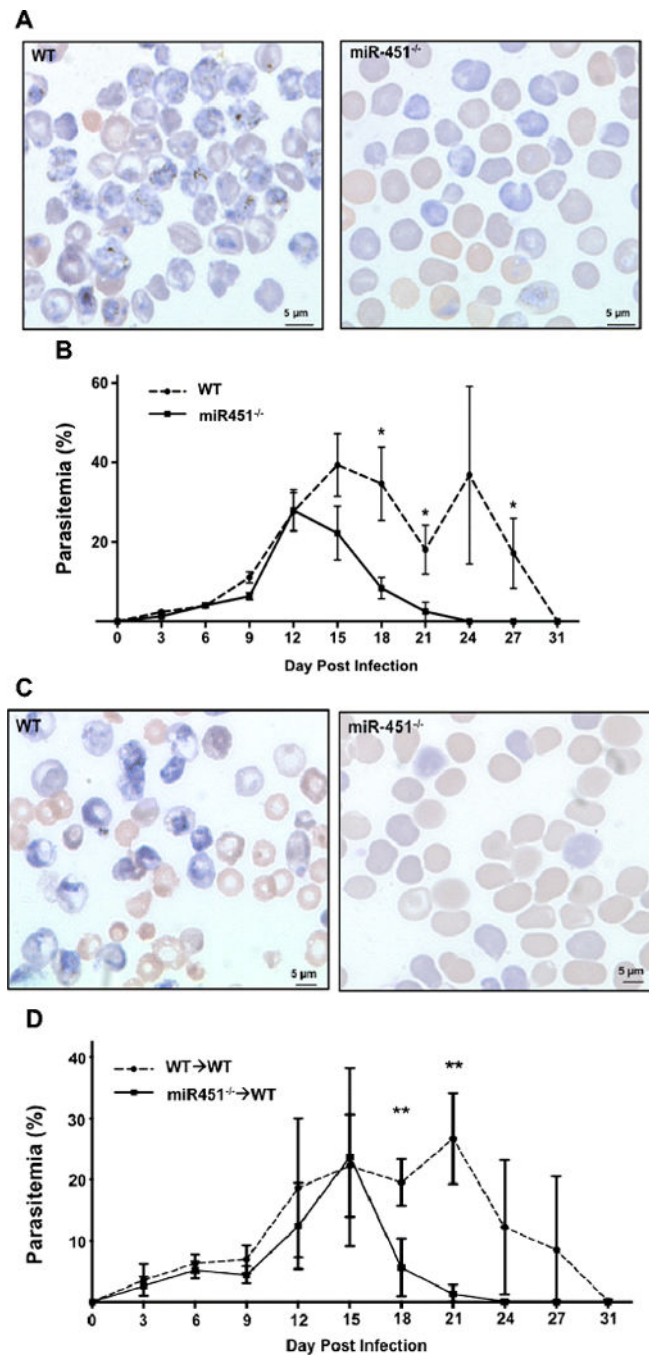 A
WT
miR-451-/-
5 µm
5 µm
B
WT
miR451-/-
Parasitemia (%)
60
40
20
*
*
*
0 3 6 9 12 15 18 21 24 27 31
Day Post Infection
C
WT
miR-451-/-
5 µm
5 µm
D
WT→WT
miR451-/-→WT
Parasitemia (%)
40
30
20
10
**
**
0 3 6 9 12 15 18 21 24 27 31
Day Post Infection